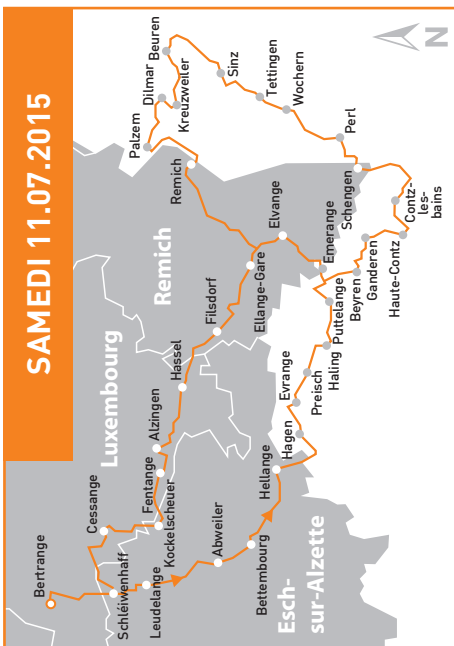 SAMEDI 11.07.2015
N
Luxembourg
Remich
Esch-
sur-Alzette
Bertrange
Cessange
Schléiwenhaff
Leudelange
Kockelscheuer
Fentange
Alzingen
Hassel
Filsdorf
Ellange-Gare
Elvange
Emerange
Remich
Palzem
Dilmar
Kreuzweiler
Beuren
Sinz
Tettingen
Wochern
Perl
Schengen
Contz-
les-
bains
Haute-Contz
Ganderen
Beyren
Puttelange
Haling
Preisch
Evrange
Hagen
Hellange
Bettembourg
Abweiler